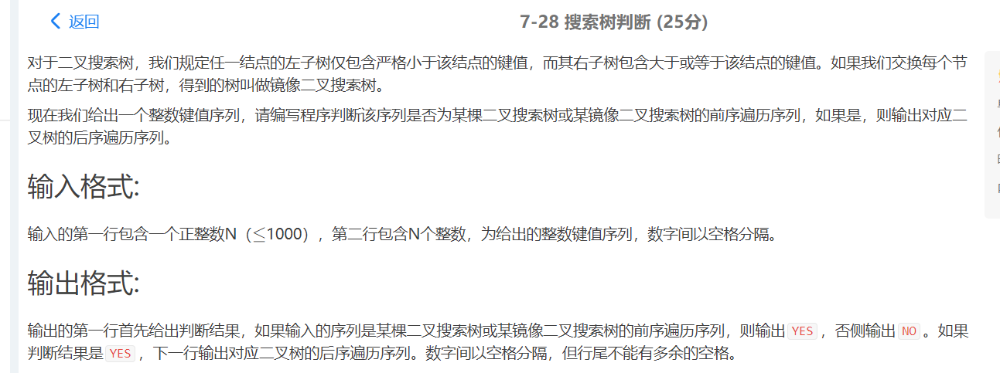 返回
7-28 搜索树判断 (25分)
对于二叉搜索树，我们规定任一结点的左子树仅包含严格小于该结点的键值，而其右子树包含大于或等于该结点的键值。如果我们交换每个节
点的左子树和右子树，得到的树叫做镜像二叉搜索树。
现在我们给出一个整数键值序列，请编写程序判断该序列是否为某棵二叉搜索树或某镜像二叉搜索树的前序遍历序列，如果是，则输出对应二
叉树的后序遍历序列。
输入格式:
输入的第一行包含一个正整数N（≤1000），第二行包含N个整数，为给出的整数键值序列，数字间以空格分隔。
输出格式:
输出的第一行首先给出判断结果，如果输入的序列是某棵二叉搜索树或某镜像二叉搜索树的前序遍历序列，则输出YES，否侧输出NO。如果
判断结果是YES，下一行输出对应二叉树的后序遍历序列。数字间以空格分隔，但行尾不能有多余的空格。